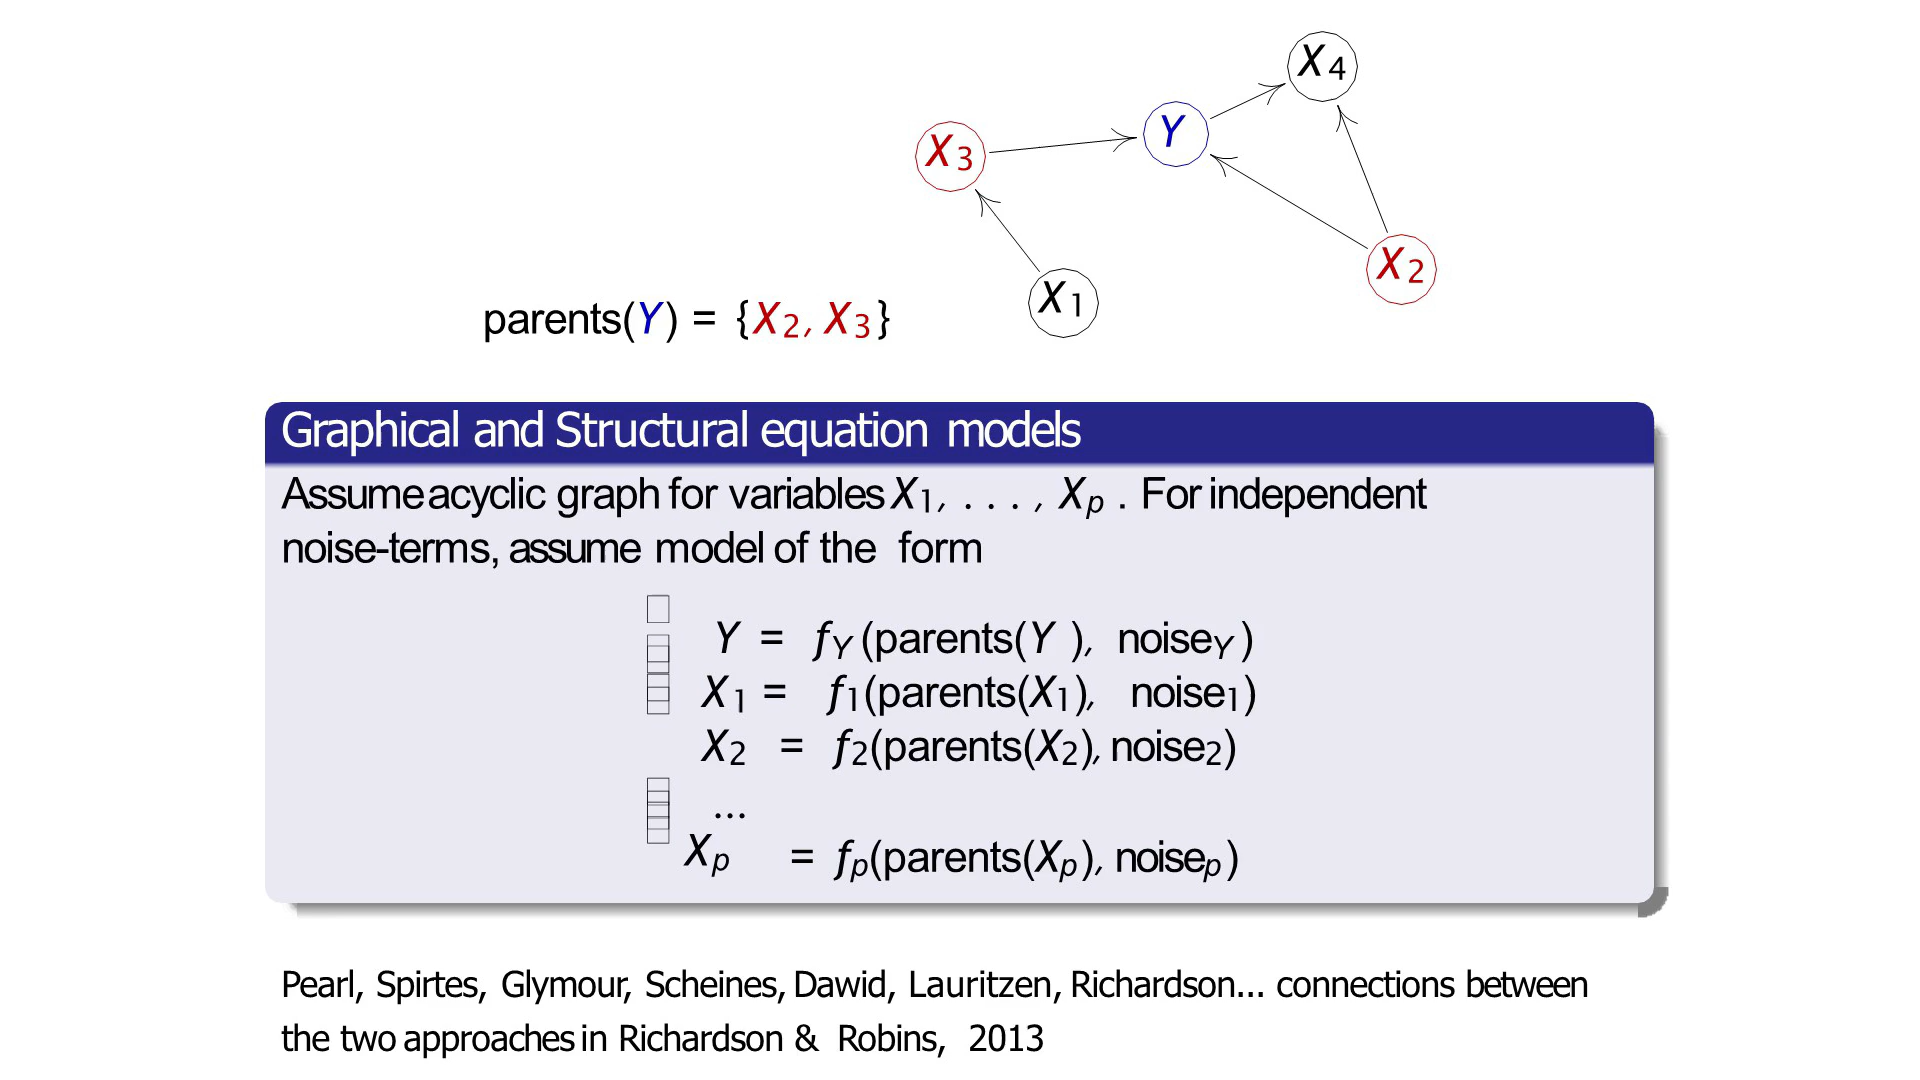 X4
X3
Y
X2
X1
parents(Y) = {X2, X3}
Graphical and Structural equation models
Assume acyclic graph for variables X1, . . . , Xp . For independent
noise-terms, assume model of the form
Y = fY (parents(Y ), noiseY )
X1 = f1(parents(X1), noise1)
X2 = f2(parents(X2), noise2)
...
Xp = fp(parents(Xp), noisep)
Pearl, Spirtes, Glymour, Scheines, Dawid, Lauritzen, Richardson... connections between
the two approaches in Richardson & Robins, 2013